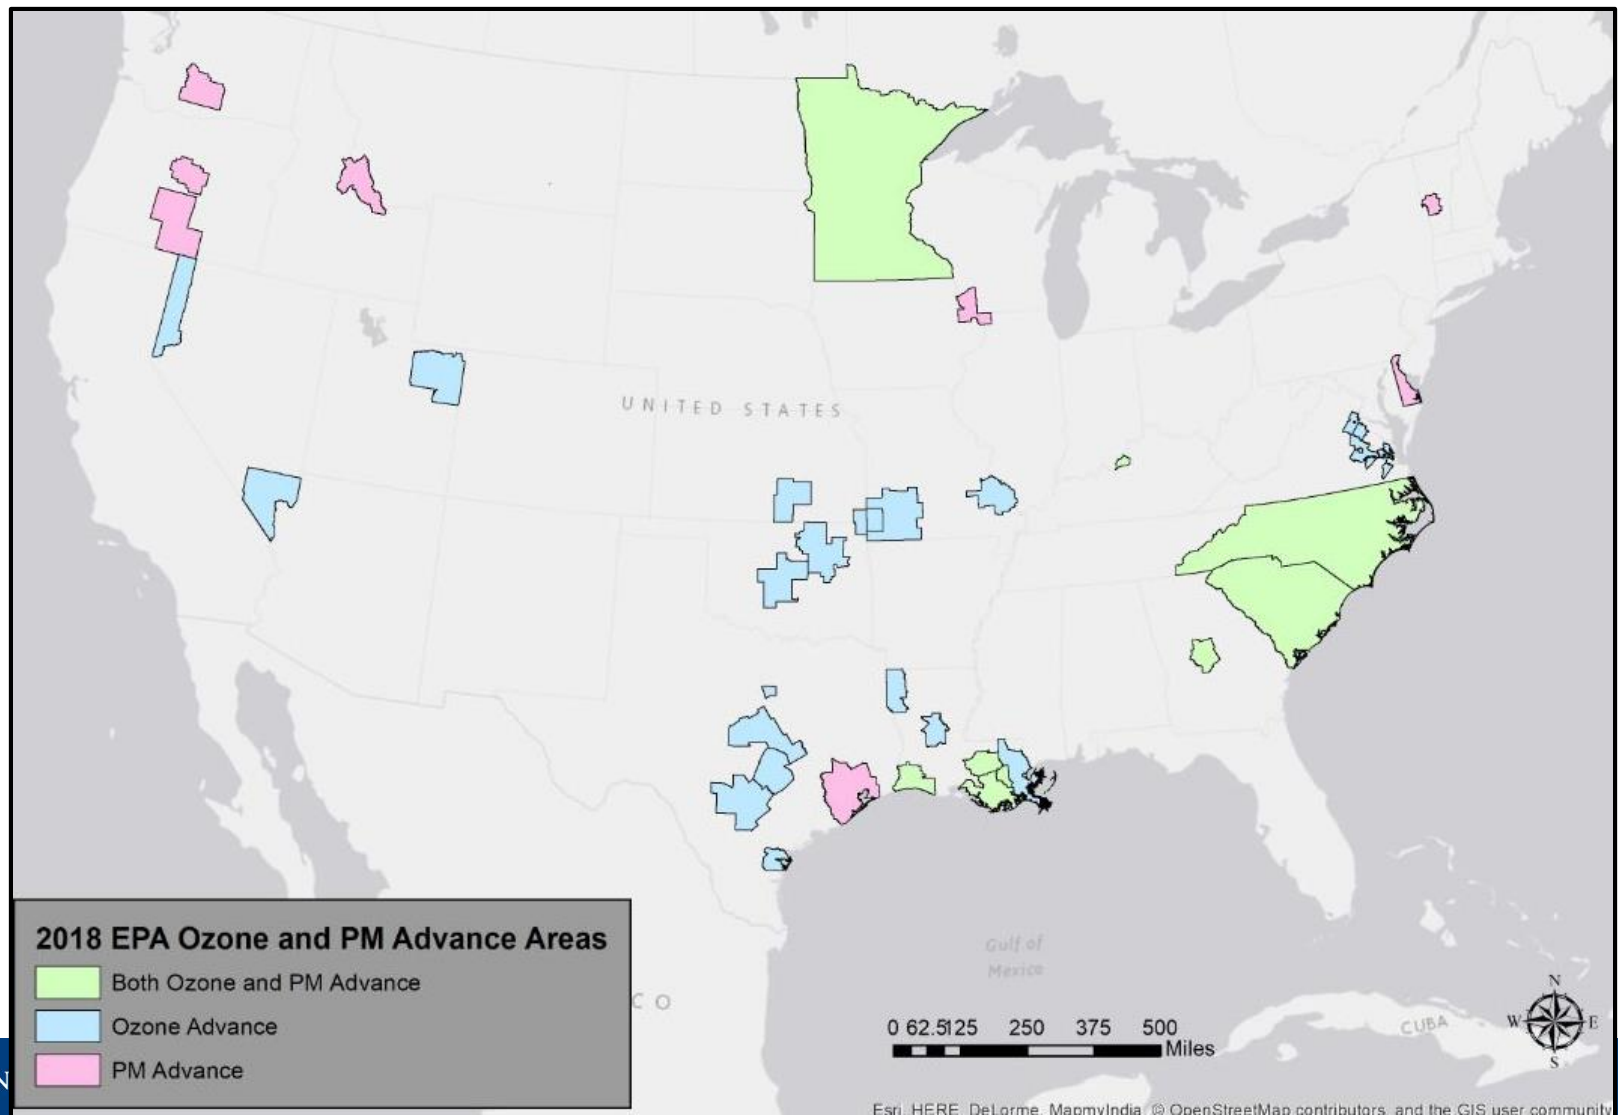 UNITED STATES
Gulf of
Mexico
CUBA
CO
2018 EPA Ozone and PM Advance Areas
Both Ozone and PM Advance
Ozone Advance
PM Advance
0 62.5125 250 375 500
Miles
N
W E
S
N
Esri, HERE, DeLorme, MapmyIndia, © OpenStreetMap contributors, and the GIS user community